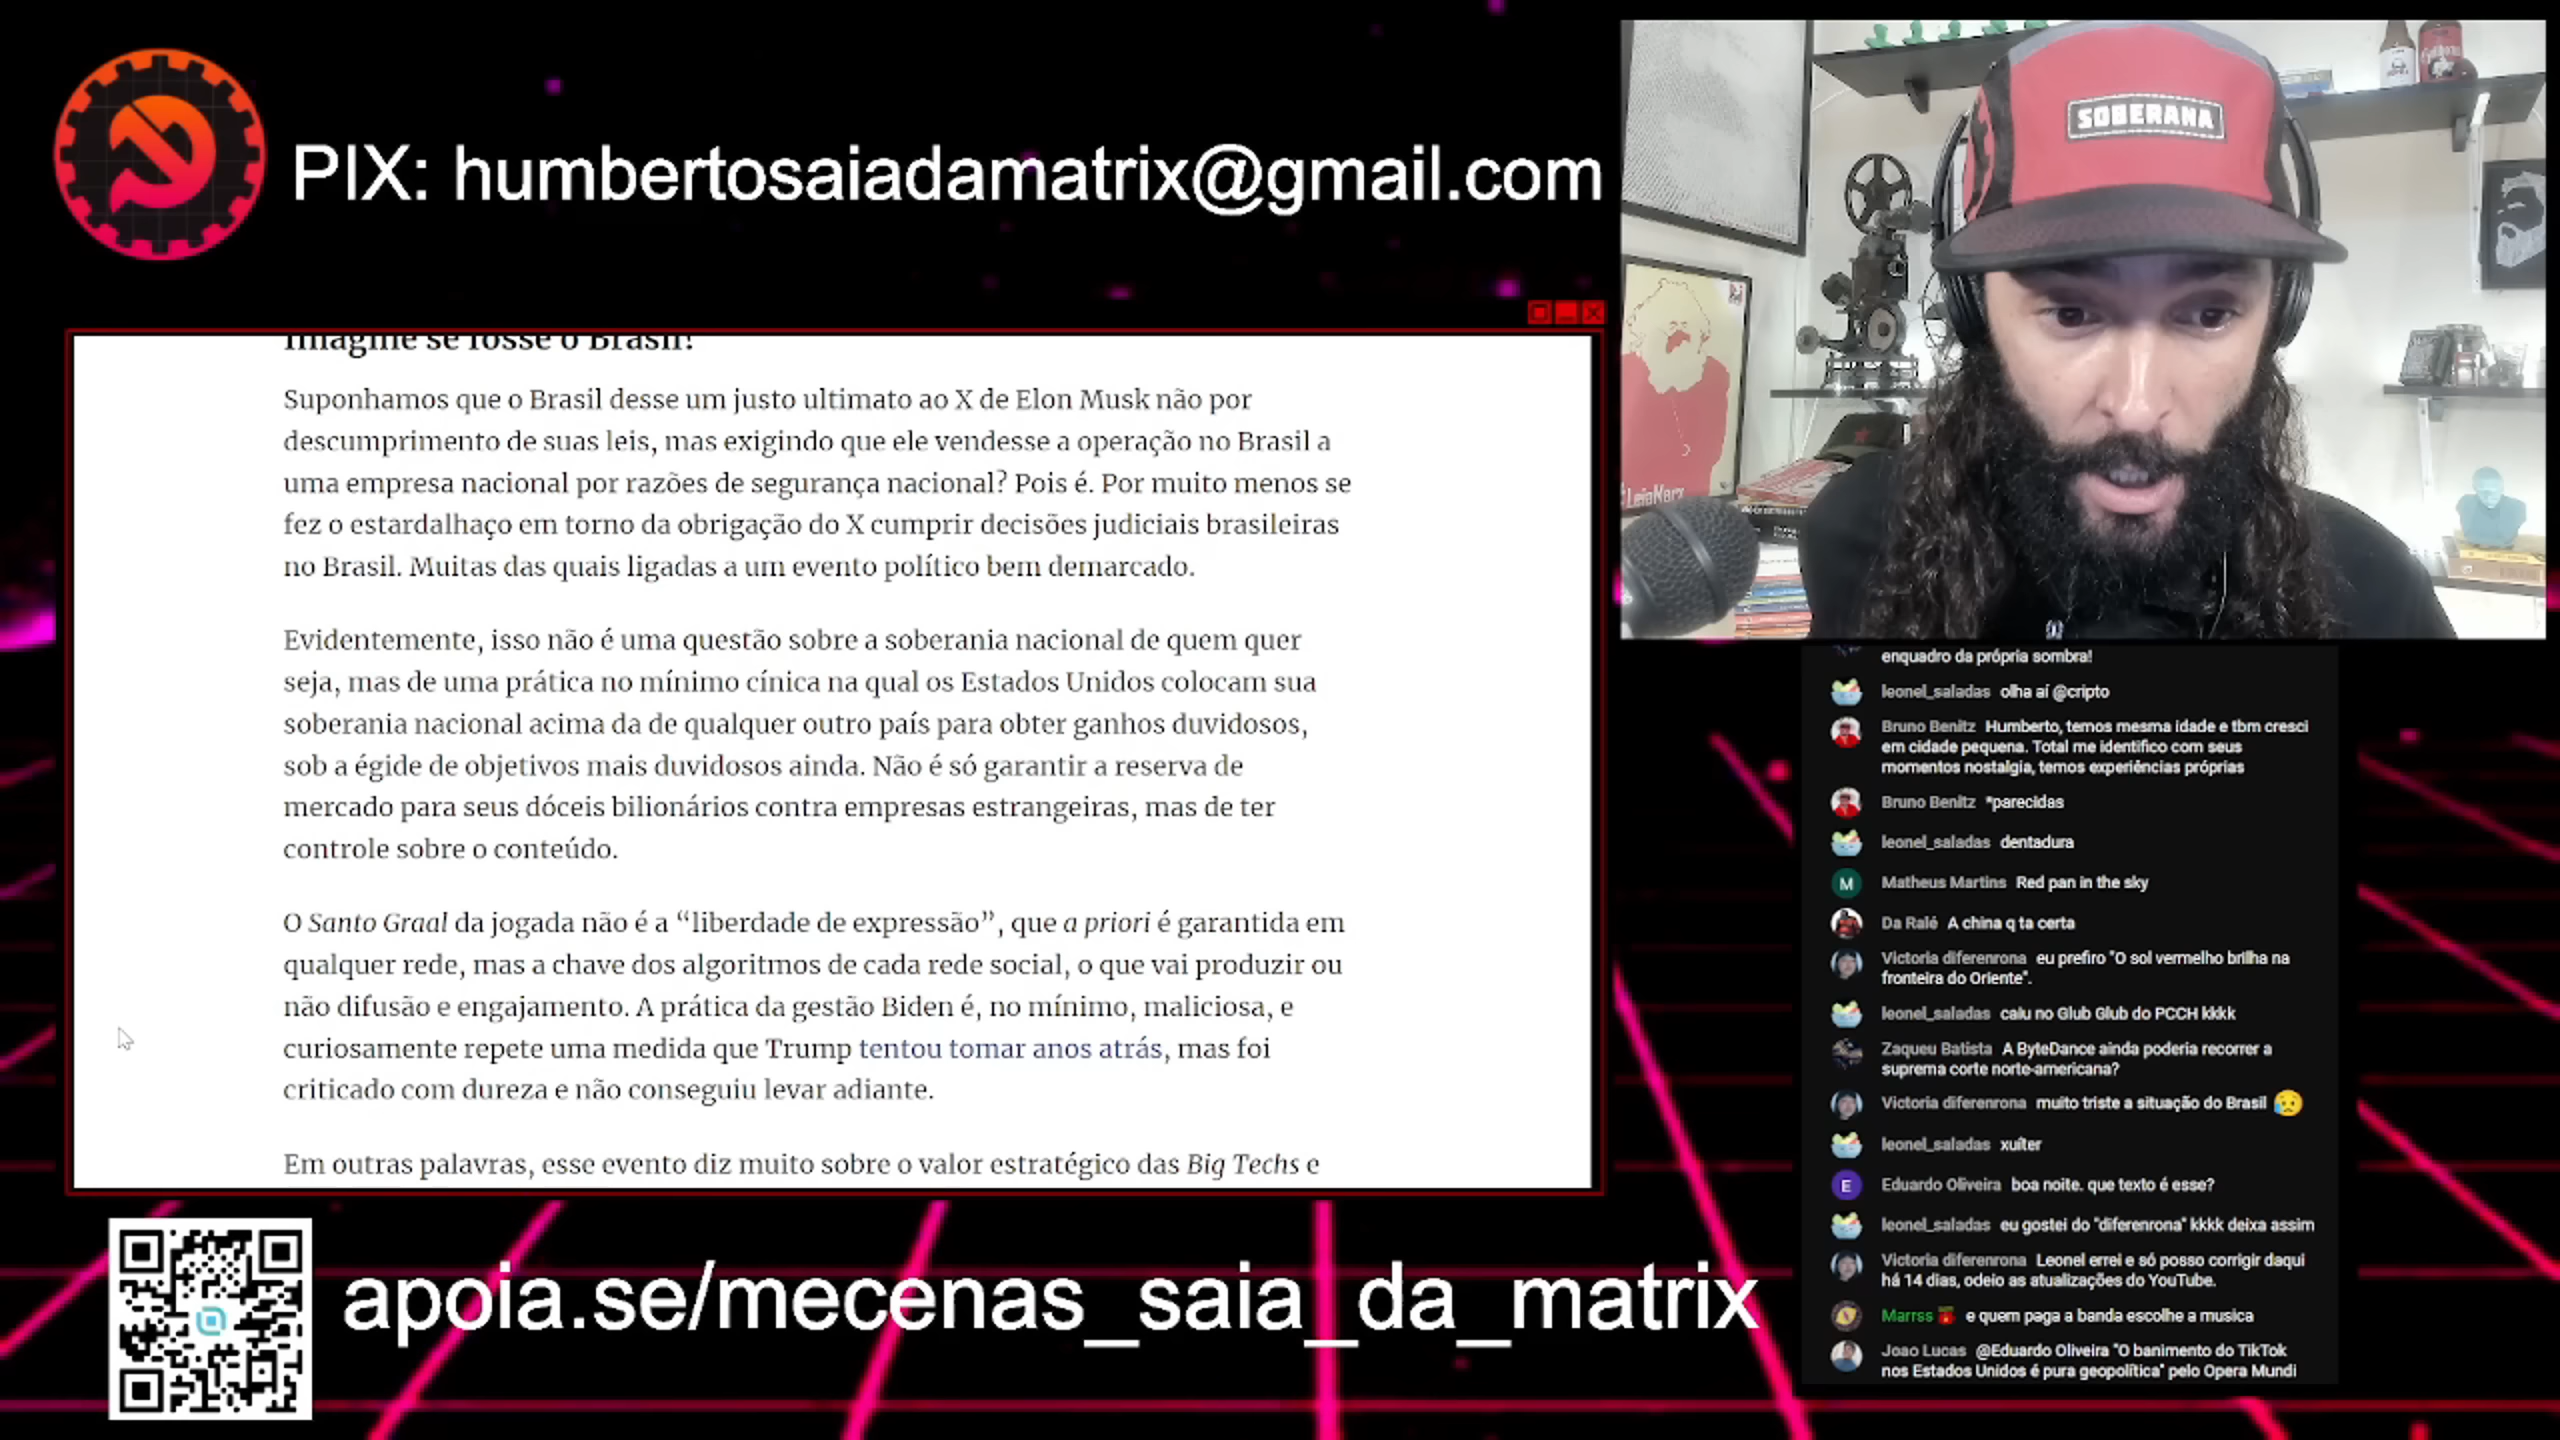 PIX: humbertosaiadamatrix@gmail.com
SOBERANA
LeiaMarx
Imagine se fosse o Brasil!
Suponhamos que o Brasil desse um justo ultimato ao X de Elon Musk não por
descumprimento de suas leis, mas exigindo que ele vendesse a operação no Brasil a
uma empresa nacional por razões de segurança nacional? Pois é. Por muito menos se
fez o estardalhaço em torno da obrigação do X cumprir decisões judiciais brasileiras
no Brasil. Muitas das quais ligadas a um evento político bem demarcado.
Evidentemente, isso não é uma questão sobre a soberania nacional de quem quer
seja, mas de uma prática no mínimo cínica na qual os Estados Unidos colocam sua
soberania nacional acima da de qualquer outro país para obter ganhos duvidosos,
sob a égide de objetivos mais duvidosos ainda. Não é só garantir a reserva de
mercado para seus dóceis bilionários contra empresas estrangeiras, mas de ter
controle sobre o conteúdo.
O Santo Graal da jogada não é a “liberdade de expressão”, que a priori é garantida em
qualquer rede, mas a chave dos algoritmos de cada rede social, o que vai produzir ou
não difusão e engajamento. A prática da gestão Biden é, no mínimo, maliciosa, e
curiosamente repete uma medida que Trump tentou tomar anos atrás, mas foi
criticado com dureza e não conseguiu levar adiante.
Em outras palavras, esse evento diz muito sobre o valor estratégico das Big Techs e
enquadro da própria sombra!
leonel_saladas olha aí @cripto
Bruno Benitz Humberto, temos mesma idade e tbm cresci
em cidade pequena. Total me identifico com seus
momentos nostalgia, temos experiências próprias
Bruno Benitz *parecidas
leonel_saladas dentadura
M Matheus Martins Red pan in the sky
Da Ralé A china q ta certa
Victoria diferenrona eu prefiro "O sol vermelho brilha na
fronteira do Oriente".
leonel_saladas caiu no Glub Glub do PCCH kkkk
Zaqueu Batista A ByteDance ainda poderia recorrer a
suprema corte norte-americana?
Victoria diferenrona muito triste a situação do Brasil 😥
leonel_saladas xuíter
E Eduardo Oliveira boa noite. que texto é esse?
leonel_saladas eu gostei do "diferenrona" kkkk deixa assim
Victoria diferenrona Leonel errei e só posso corrigir daqui
há 14 dias, odeio as atualizações do YouTube.
Marrss e quem paga a banda escolhe a musica
Joao Lucas @Eduardo Oliveira "O banimento do TikTok
nos Estados Unidos é pura geopolítica" pelo Opera Mundi
apoia.se/mecenas_saia_da_matrix